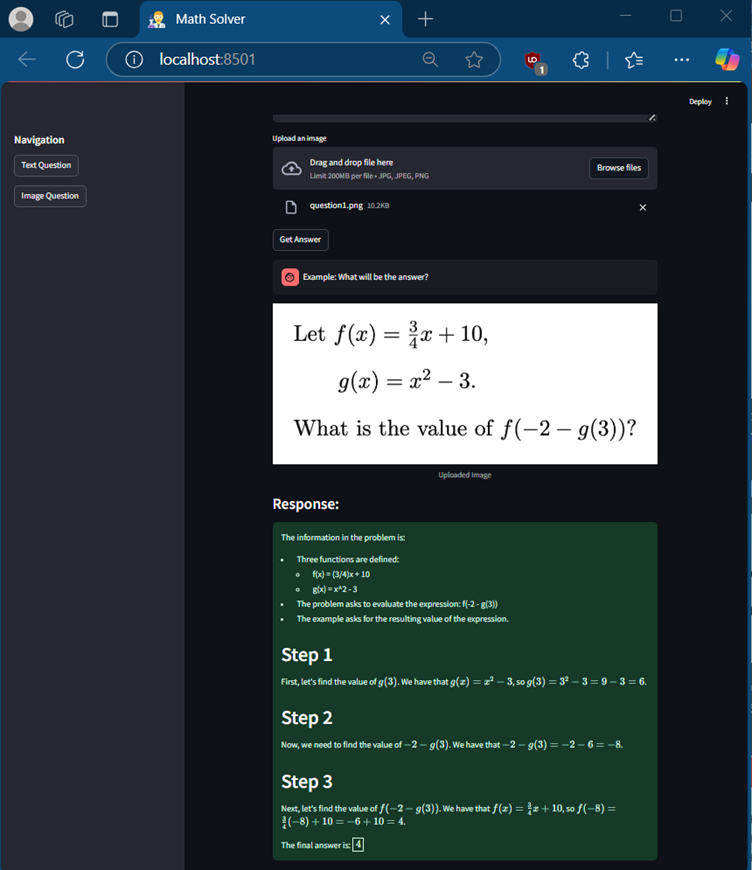 Math Solver
localhost:8501
1
Deploy
Navigation
Text Question
Image Question
Upload an image
Drag and drop file here
Limit 200MB per file • JPG, JPEG, PNG
Browse files
question1.png 10.2KB
Get Answer
Example: What will be the answer?
Let f(x) = 3/4 x + 10,
g(x) = x² − 3.
What is the value of f(−2 − g(3))?
Uploaded Image
Response:
The information in the problem is:
• Three functions are defined:
◦ f(x) = (3/4)x + 10
◦ g(x) = x^2 - 3
• The problem asks to evaluate the expression: f(-2 - g(3))
• The example asks for the resulting value of the expression.
Step 1
First, let's find the value of g(3). We have that g(x) = x² − 3, so g(3) = 3² − 3 = 9 − 3 = 6.
Step 2
Now, we need to find the value of −2 − g(3). We have that −2 − g(3) = −2 − 6 = −8.
Step 3
Next, let's find the value of f(−2 − g(3)). We have that f(x) = 3/4 x + 10, so f(−8) =
3/4 (−8) + 10 = −6 + 10 = 4.
The final answer is: 4